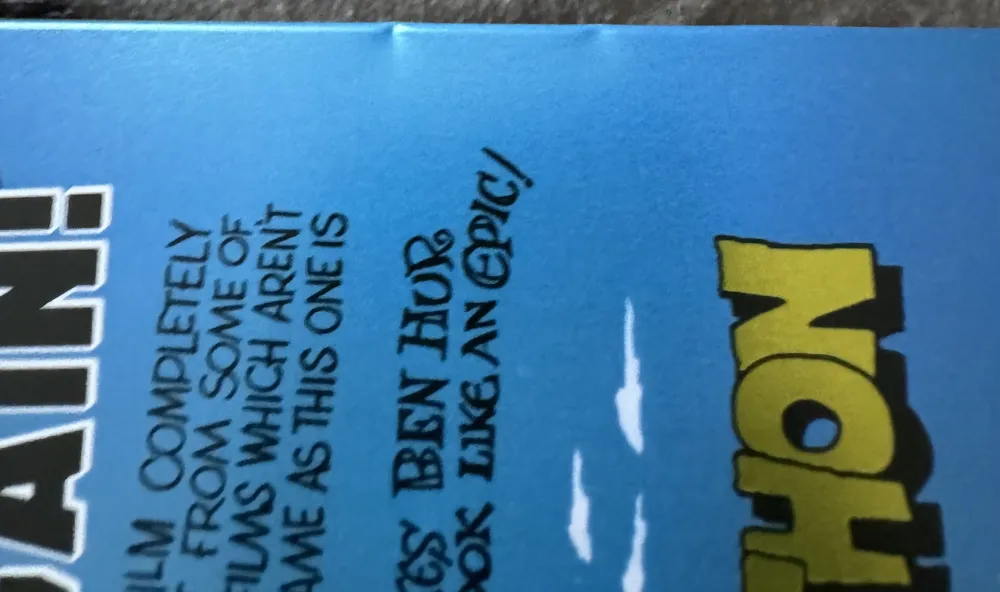 AIN!
ILM COMPLETELY
T FROM SOME OF
FILMS WHICH AREN'T
AME AS THIS ONE IS
ES BEN HUR
OOK LIKE AN EPIC!
HON